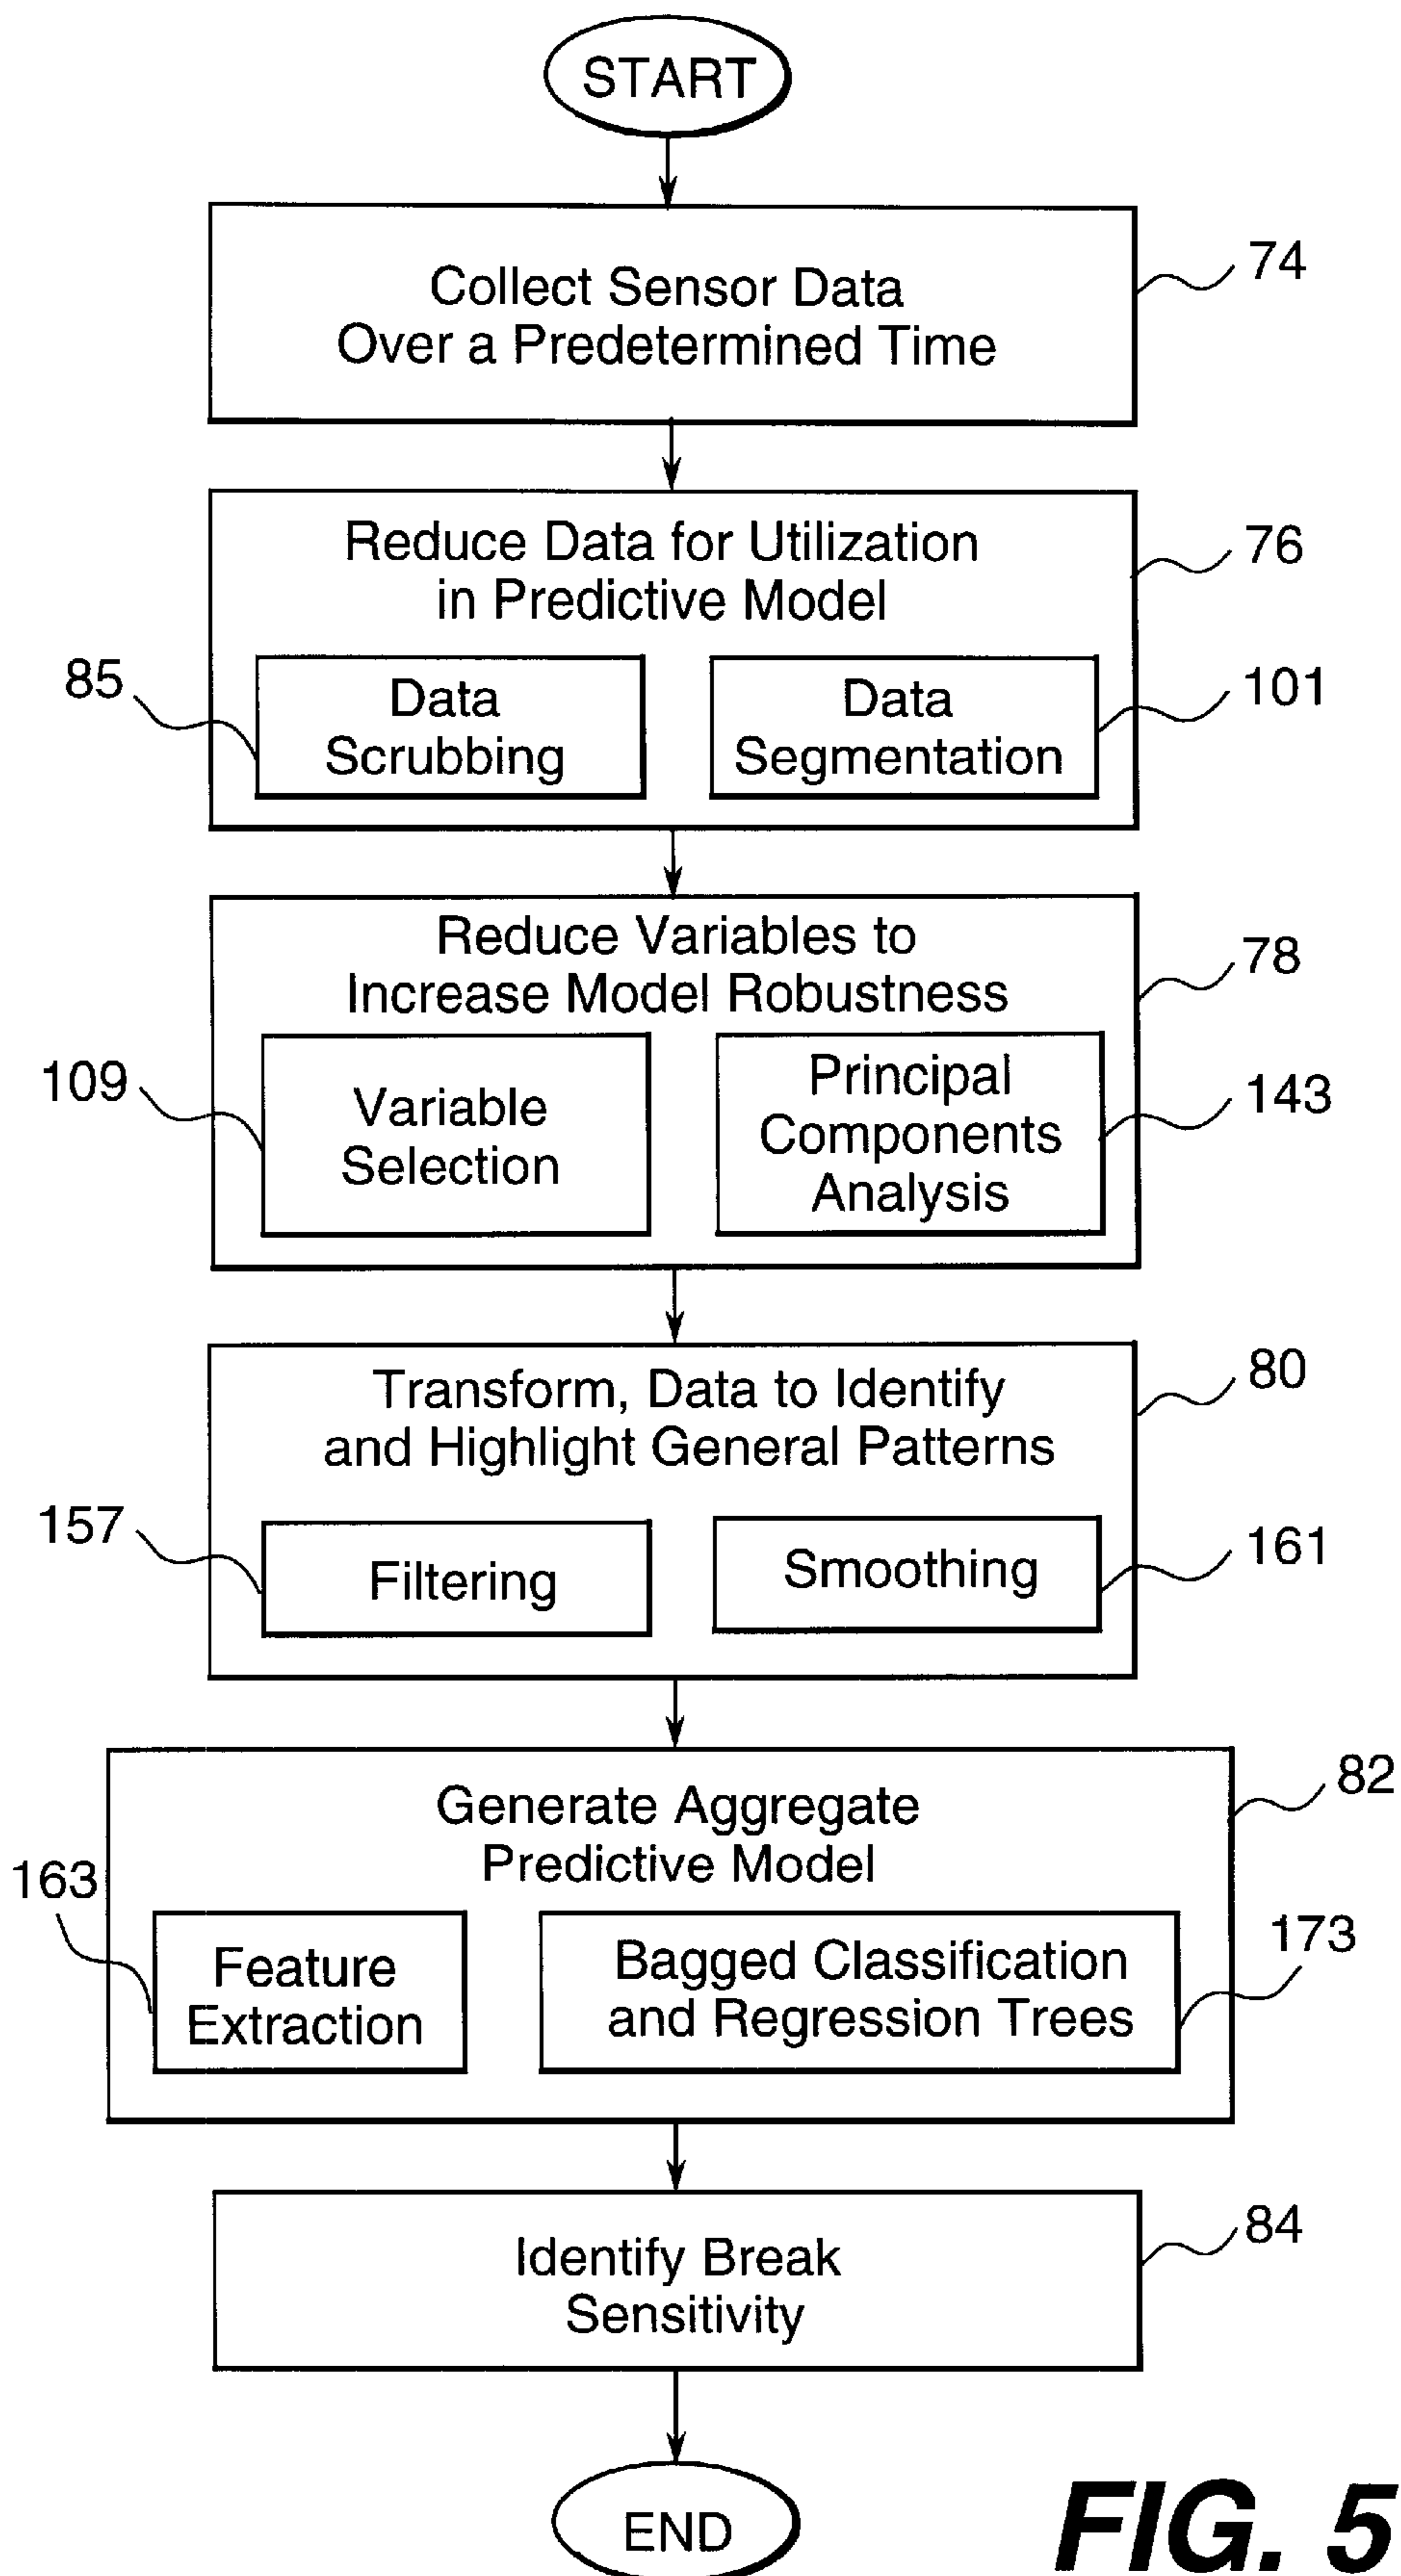 START
Collect Sensor Data
Over a Predetermined Time
74
Reduce Data for Utilization
in Predictive Model
76
85
Data
Scrubbing
Data
Segmentation
101
Reduce Variables to
Increase Model Robustness
78
109
Variable
Selection
Principal
Components
Analysis
143
Transform, Data to Identify
and Highlight General Patterns
80
157
Filtering
Smoothing
161
Generate Aggregate
Predictive Model
82
163
Feature
Extraction
Bagged Classification
and Regression Trees
173
Identify Break
Sensitivity
84
END
FIG. 5